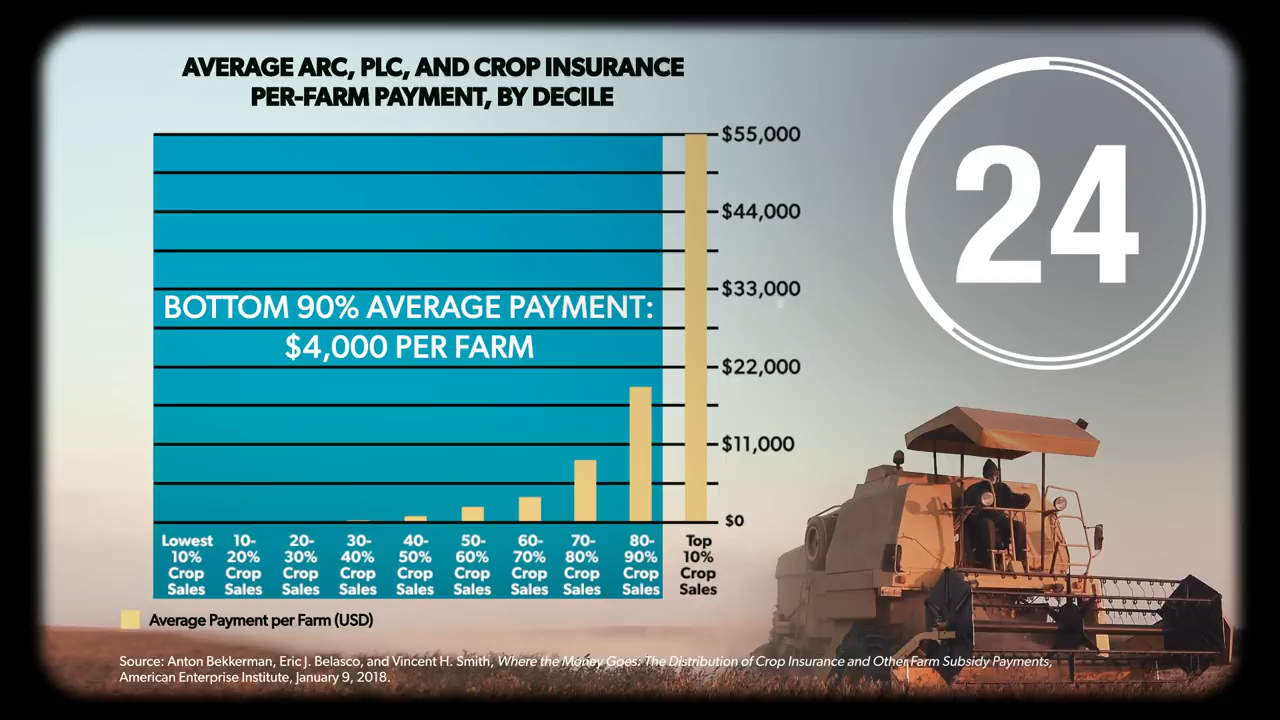 AVERAGE ARC, PLC, AND CROP INSURANCE
PER-FARM PAYMENT, BY DECILE
24
$55,000
$44,000
$33,000
$22,000
$11,000
$0
BOTTOM 90% AVERAGE PAYMENT:
$4,000 PER FARM
Lowest 10% Crop Sales
10-20% Crop Sales
20-30% Crop Sales
30-40% Crop Sales
40-50% Crop Sales
50-60% Crop Sales
60-70% Crop Sales
70-80% Crop Sales
80-90% Crop Sales
Top 10% Crop Sales
Average Payment per Farm (USD)
Source: Anton Bekkerman, Eric J. Belasco, and Vincent H. Smith, Where the Money Goes: The Distribution of Crop Insurance and Other Farm Subsidy Payments,
American Enterprise Institute, January 9, 2018.